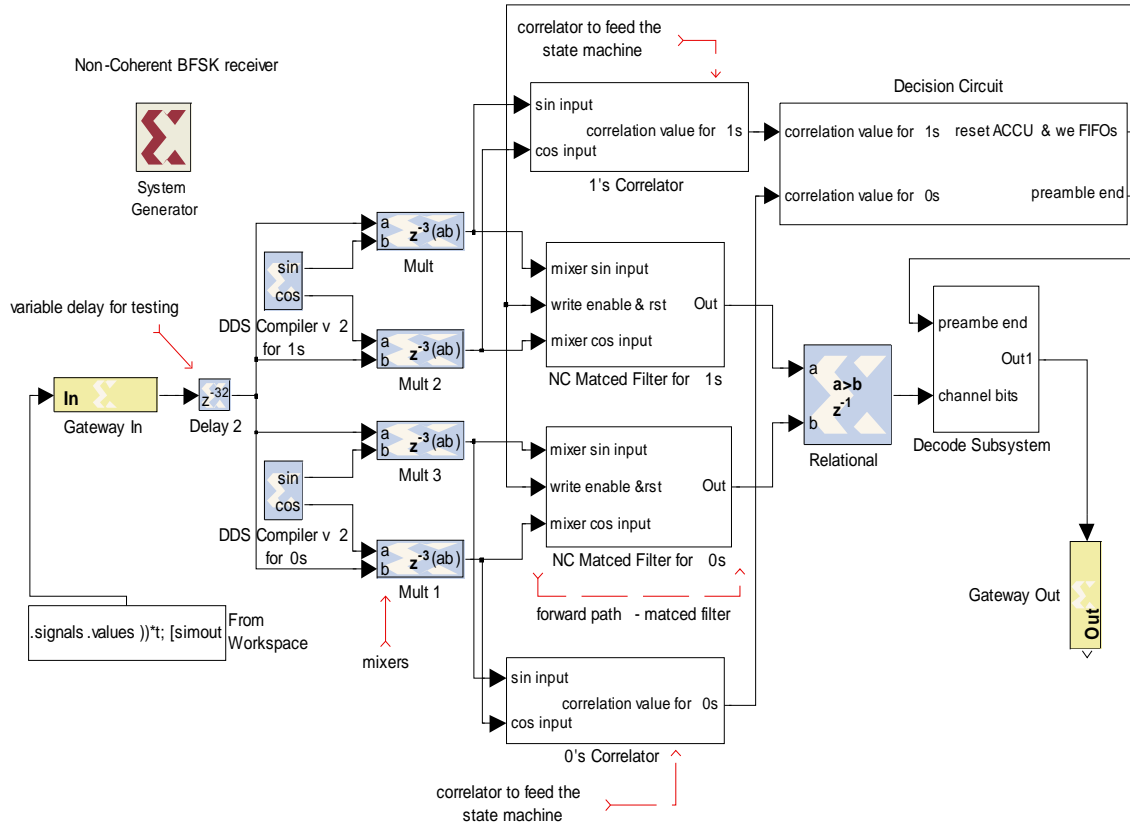 correlator to feed the
state machine
Non-Coherent BFSK receiver
System
Generator
sin input
correlation value for 1s
cos input
1's Correlator
Decision Circuit
correlation value for 1s
reset ACCU & we FIFOs
correlation value for 0s
preamble end
a
b
z-3(ab)
Mult
sin
cos
DDS Compiler v 2
for 1s
a
b
z-3(ab)
Mult 2
mixer sin input
write enable & rst
Out
mixer cos input
NC Matced Filter for 1s
variable delay for testing
In
Gateway In
z-32
Delay 2
a
b
z-3(ab)
Mult 3
sin
cos
DDS Compiler v 2
for 0s
a
b
z-3(ab)
Mult 1
mixer sin input
write enable &rst
Out
mixer cos input
NC Matced Filter for 0s
forward path - matced filter
a
a>b
z-1
b
Relational
preambe end
Out1
channel bits
Decode Subsystem
Gateway Out
Out
.signals .values ))*t; [simout
From
Workspace
mixers
sin input
correlation value for 0s
cos input
0's Correlator
correlator to feed the
state machine